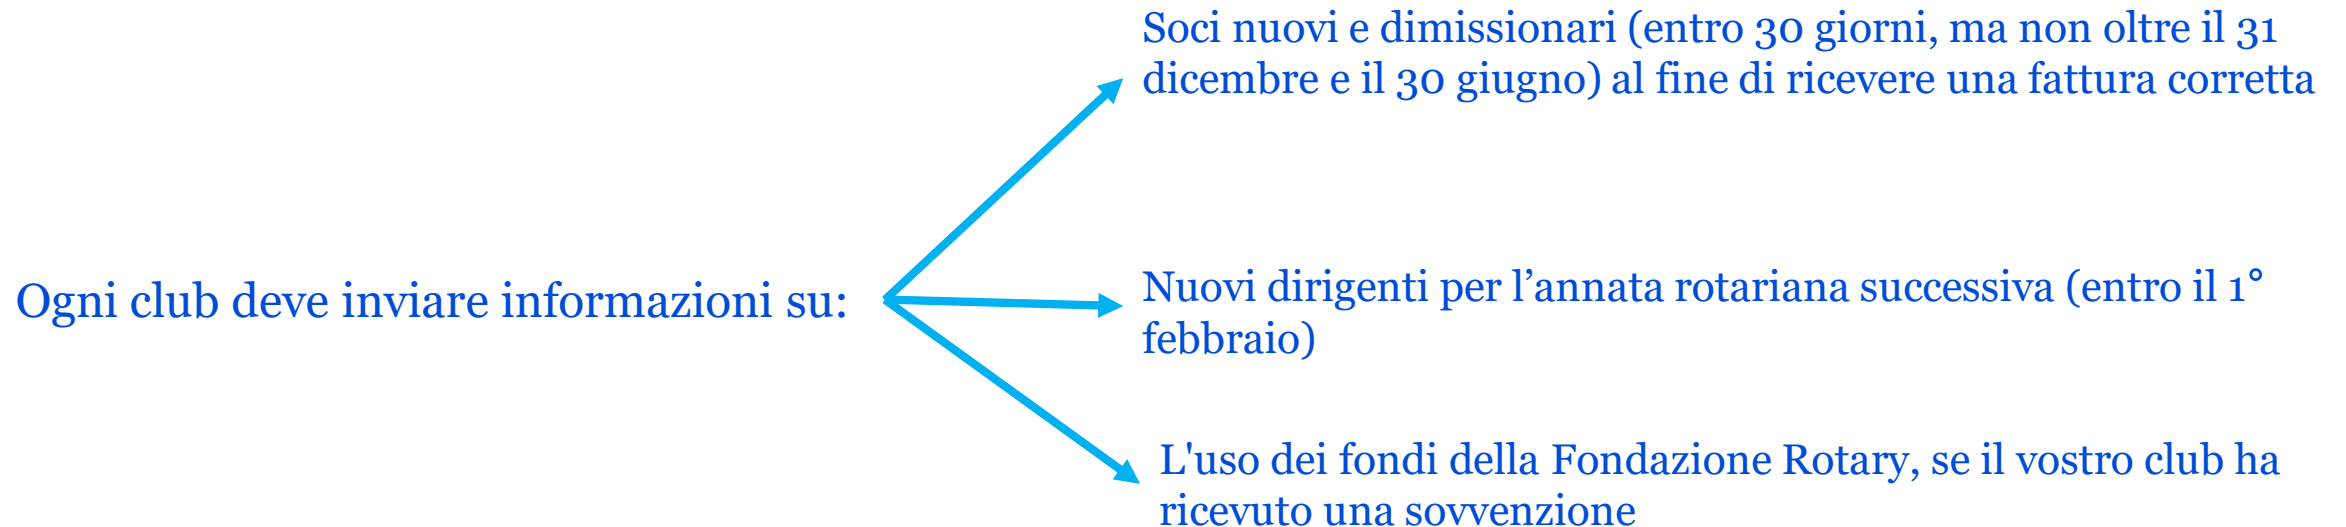 Soci nuovi e dimissionari (entro 30 giorni, ma non oltre il 31
dicembre e il 30 giugno) al fine di ricevere una fattura corretta
Ogni club deve inviare informazioni su:
Nuovi dirigenti per l’annata rotariana successiva (entro il 1°
febbraio)
L'uso dei fondi della Fondazione Rotary, se il vostro club ha
ricevuto una sovvenzione